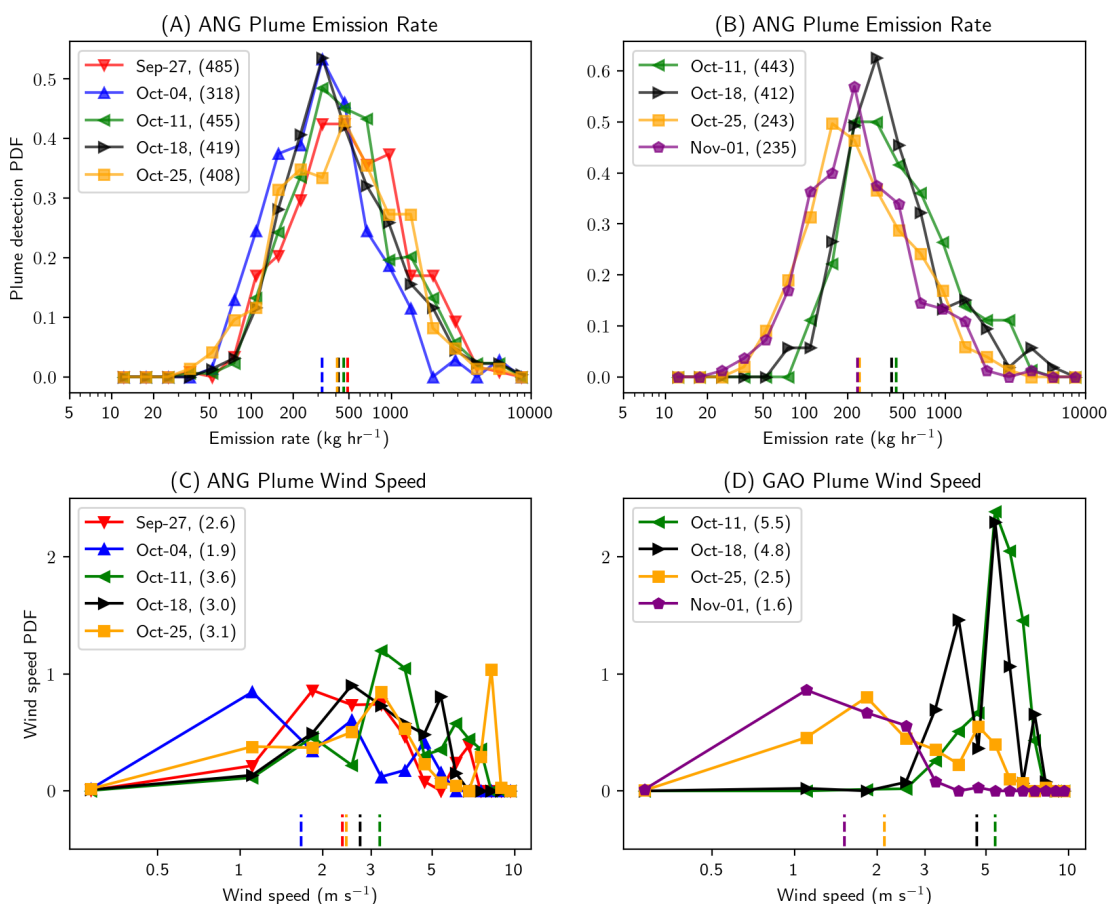 (A) ANG Plume Emission Rate
Plume detection PDF
0.5
0.4
0.3
0.2
0.1
0.0
Sep-27, (485)
Oct-04, (318)
Oct-11, (455)
Oct-18, (419)
Oct-25, (408)
5 10 50 100 200 500 1000 10000
Emission rate (kg hr⁻¹)
(B) ANG Plume Emission Rate
0.6
0.5
0.4
0.3
0.2
0.1
0.0
Oct-11, (443)
Oct-18, (412)
Oct-25, (243)
Nov-01, (235)
5 10 50 100 200 500 1000 10000
Emission rate (kg hr⁻¹)
(C) ANG Plume Wind Speed
Wind speed PDF
2
1
0
Sep-27, (2.6)
Oct-04, (1.9)
Oct-11, (3.6)
Oct-18, (3.0)
Oct-25, (3.1)
0.5 1 2 3 5 10
Wind speed (m s⁻¹)
(D) GAO Plume Wind Speed
2
1
0
Oct-11, (5.5)
Oct-18, (4.8)
Oct-25, (2.5)
Nov-01, (1.6)
0.5 1 2 3 5 10
Wind speed (m s⁻¹)